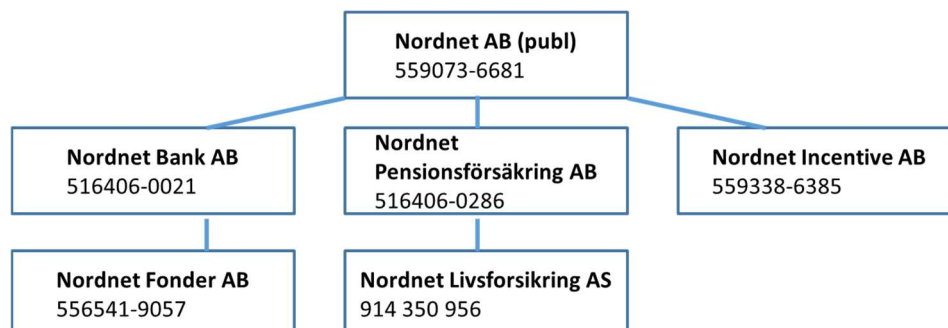 Nordnet AB (publ)
559073-6681
Nordnet Bank AB
516406-0021
Nordnet
Pensionsförsäkring AB
516406-0286
Nordnet Incentive AB
559338-6385
Nordnet Fonder AB
556541-9057
Nordnet Livsforsikring AS
914 350 956